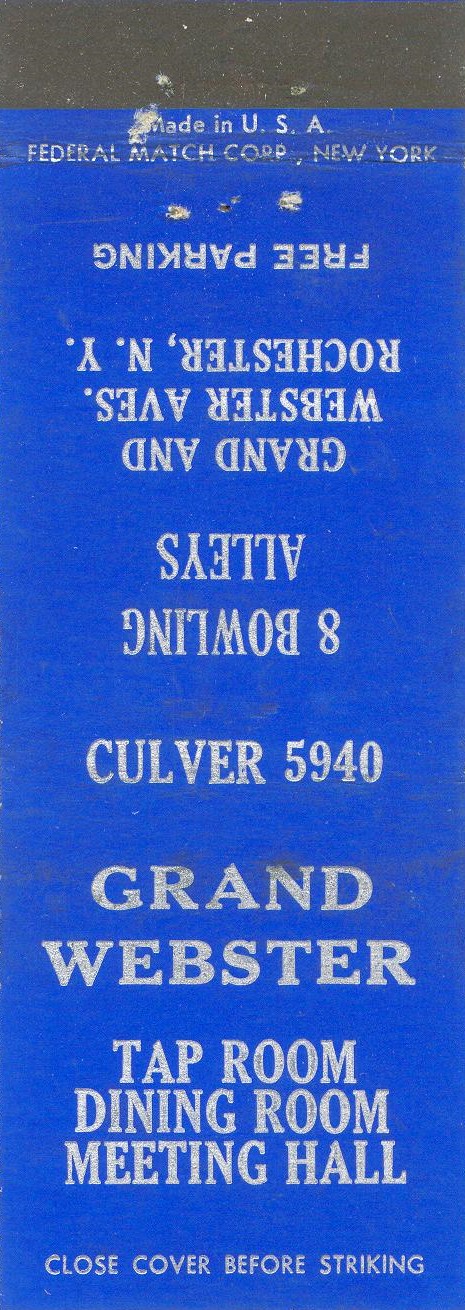 Made in U. S. A.
FEDERAL MATCH CORP., NEW YORK
8 BOWLING
ALLEYS
GRAND AND
WEBSTER AVES.
ROCHESTER, N. Y.
FREE PARKING
CULVER 5940
GRAND
WEBSTER
TAP ROOM
DINING ROOM
MEETING HALL
CLOSE COVER BEFORE STRIKING